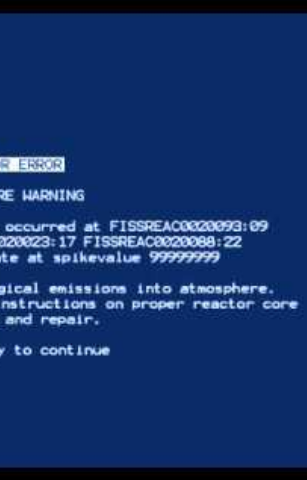 R ERROR
RE WARNING
occurred at FISSREAC0020093:09
020023:17 FISSREAC0020088:22
te at spikevalue 99999999
gical emissions into atmosphere.
instructions on proper reactor core
and repair.
y to continue